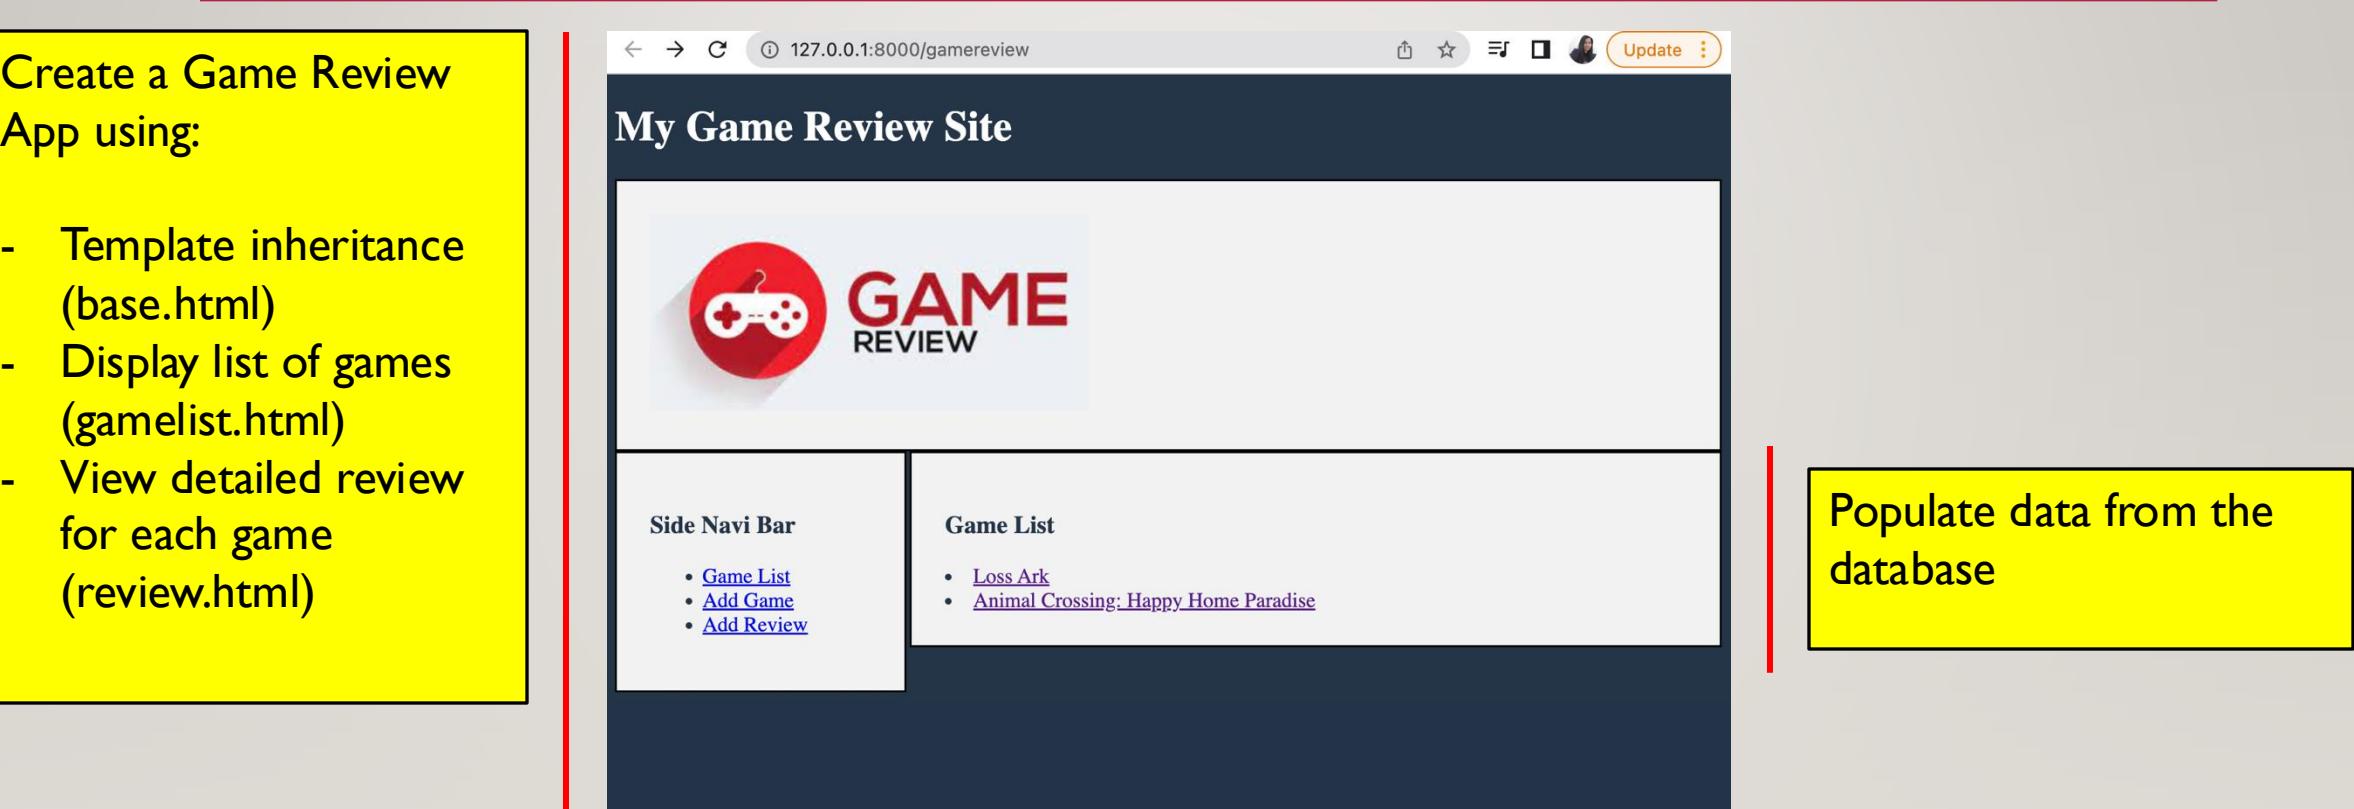 Create a Game Review
App using:
- Template inheritance
(base.html)
- Display list of games
(gamelist.html)
- View detailed review
for each game
(review.html)
127.0.0.1:8000/gamereview
Update
My Game Review Site
GAME
REVIEW
Side Navi Bar
• Game List
• Add Game
• Add Review
Game List
• Loss Ark
• Animal Crossing: Happy Home Paradise
Populate data from the
database